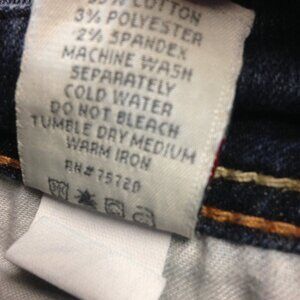 % COTTON
3% POLYESTER
2% SPANDEX
MACHINE WASH
SEPARATELY
COLD WATER
DO NOT BLEACH
TUMBLE DRY MEDIUM
WARM IRON
RN# 75720